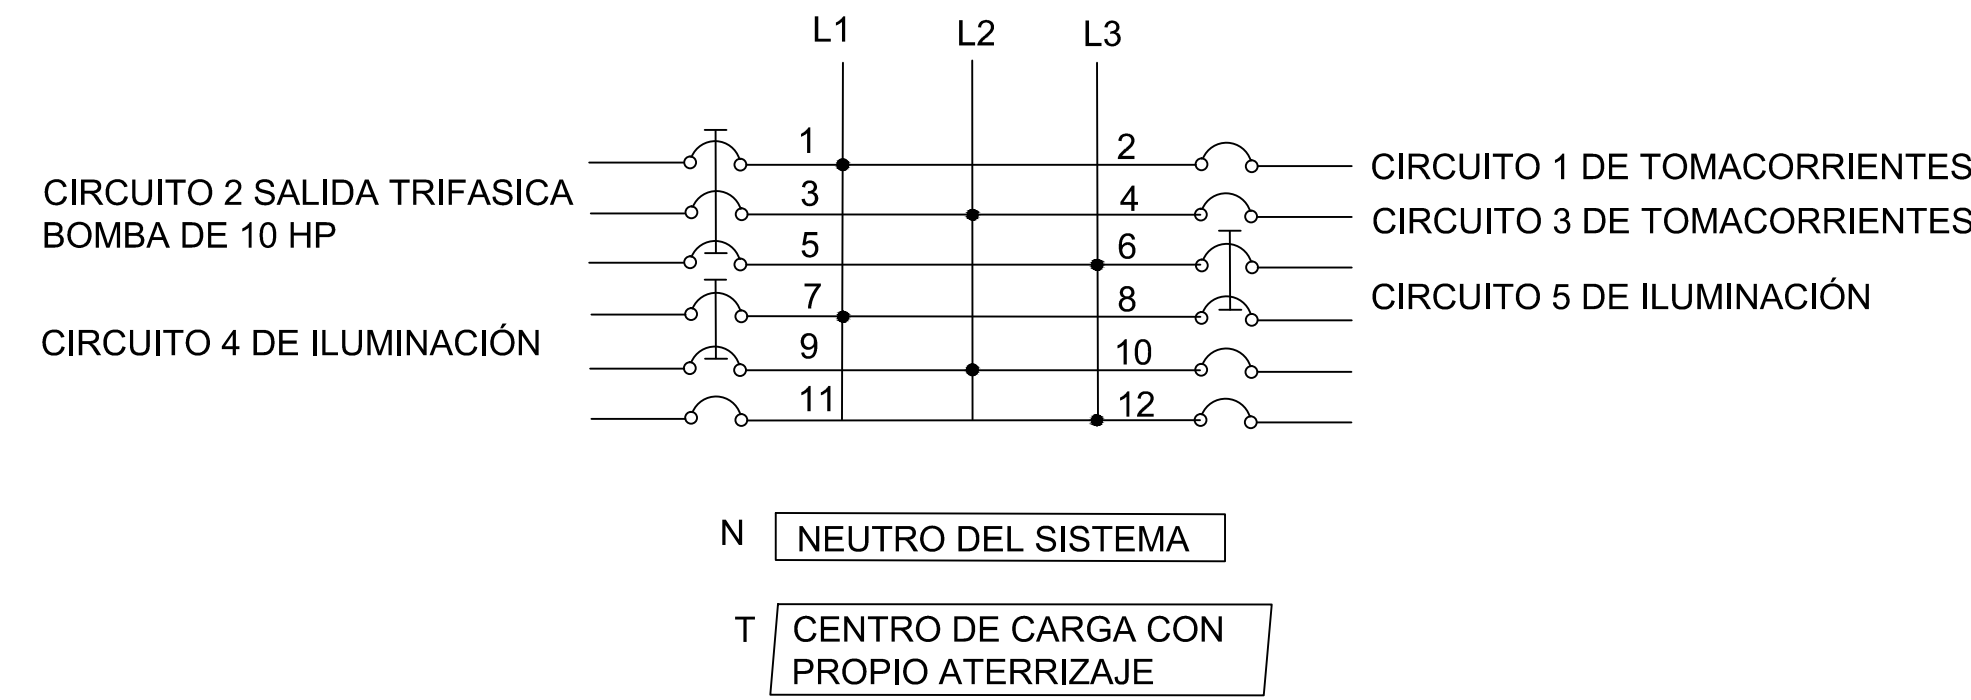 L1
L2
L3
1
2
CIRCUITO 1 DE TOMACORRIENTES
CIRCUITO 2 SALIDA TRIFASICA
BOMBA DE 10 HP
3
4
CIRCUITO 3 DE TOMACORRIENTES
5
6
7
8
CIRCUITO 5 DE ILUMINACIÓN
CIRCUITO 4 DE ILUMINACIÓN
9
10
11
12
N
NEUTRO DEL SISTEMA
T
CENTRO DE CARGA CON
PROPIO ATERRIZAJE